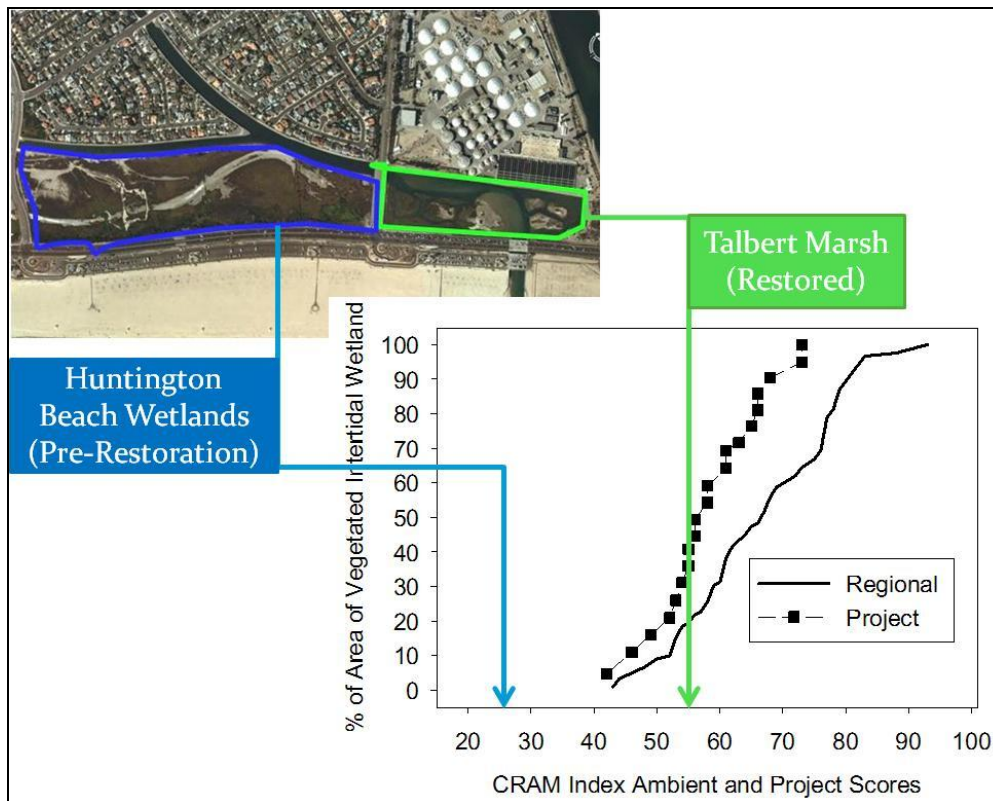 Talbert Marsh
(Restored)
Huntington
Beach Wetlands
(Pre-Restoration)
% of Area of Vegetated Intertidal Wetland
100
90
80
70
60
50
40
30
20
10
0
Regional
Project
20 30 40 50 60 70 80 90 100
CRAM Index Ambient and Project Scores